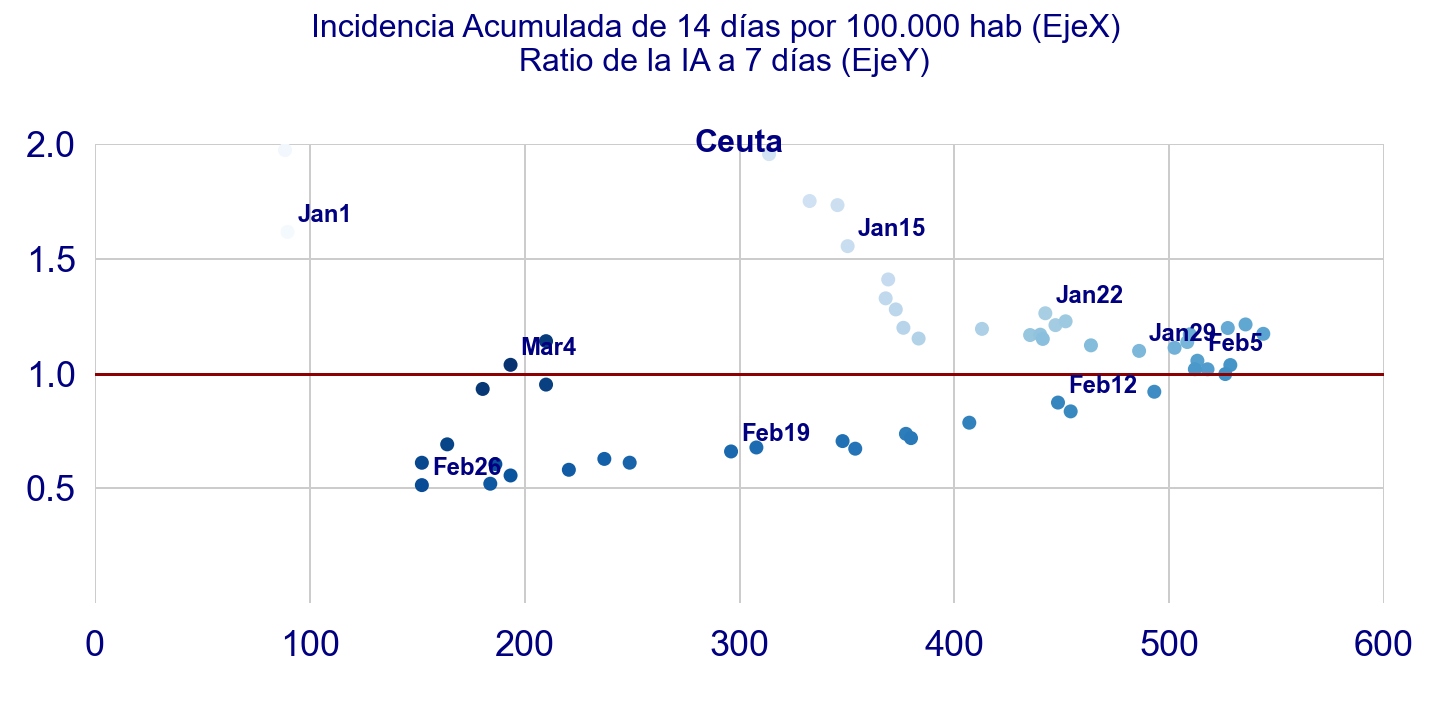 Incidencia Acumulada de 14 días por 100.000 hab (EjeX)
Ratio de la IA a 7 días (EjeY)
Ceuta
2.0
Jan1
Jan15
1.5
Jan22
Jan29
Feb5
Mar4
1.0
Feb12
Feb19
Feb26
0.5
0 100 200 300 400 500 600